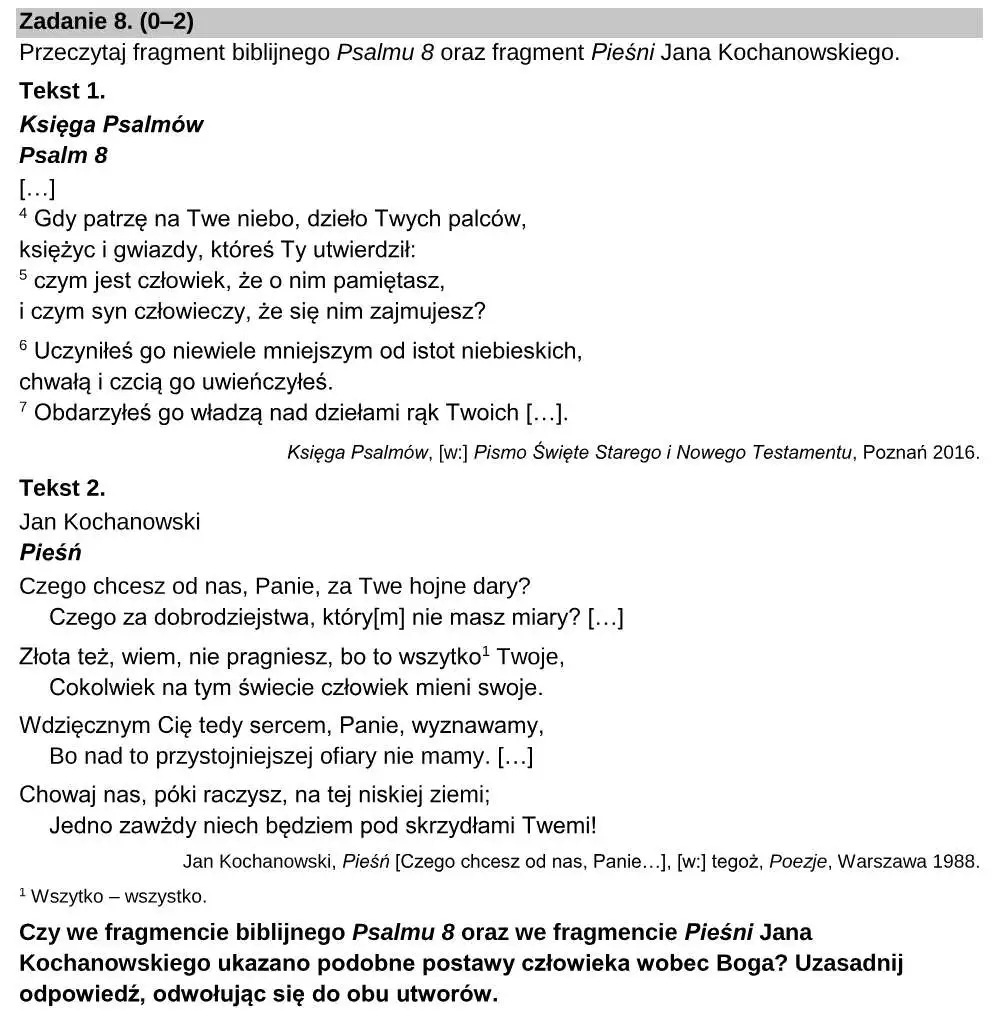 Zadanie 8. (0–2)
Przeczytaj fragment biblijnego Psalmu 8 oraz fragment Pieśni Jana Kochanowskiego.
Tekst 1.
Księga Psalmów
Psalm 8
[…]
⁴ Gdy patrzę na Twe niebo, dzieło Twych palców,
księżyc i gwiazdy, któreś Ty utwierdził:
⁵ czym jest człowiek, że o nim pamiętasz,
i czym syn człowieczy, że się nim zajmujesz?
⁶ Uczyniłeś go niewiele mniejszym od istot niebieskich,
chwałą i czcią go uwieńczyłeś.
⁷ Obdarzyłeś go władzą nad dziełami rąk Twoich […].
Księga Psalmów, [w:] Pismo Święte Starego i Nowego Testamentu, Poznań 2016.
Tekst 2.
Jan Kochanowski
Pieśń
Czego chcesz od nas, Panie, za Twe hojne dary?
Czego za dobrodziejstwa, który[m] nie masz miary? […]
Złota też, wiem, nie pragniesz, bo to wszytko¹ Twoje,
Cokolwiek na tym świecie człowiek mieni swoje.
Wdzięcznym Cię tedy sercem, Panie, wyznawamy,
Bo nad to przystojniejszej ofiary nie mamy. […]
Chowaj nas, póki raczysz, na tej niskiej ziemi;
Jedno zawżdy niech będziem pod skrzydłami Twemi!
Jan Kochanowski, Pieśń [Czego chcesz od nas, Panie…], [w:] tegoż, Poezje, Warszawa 1988.
¹ Wszytko – wszystko.
Czy we fragmencie biblijnego Psalmu 8 oraz we fragmencie Pieśni Jana
Kochanowskiego ukazano podobne postawy człowieka wobec Boga? Uzasadnij
odpowiedź, odwołując się do obu utworów.